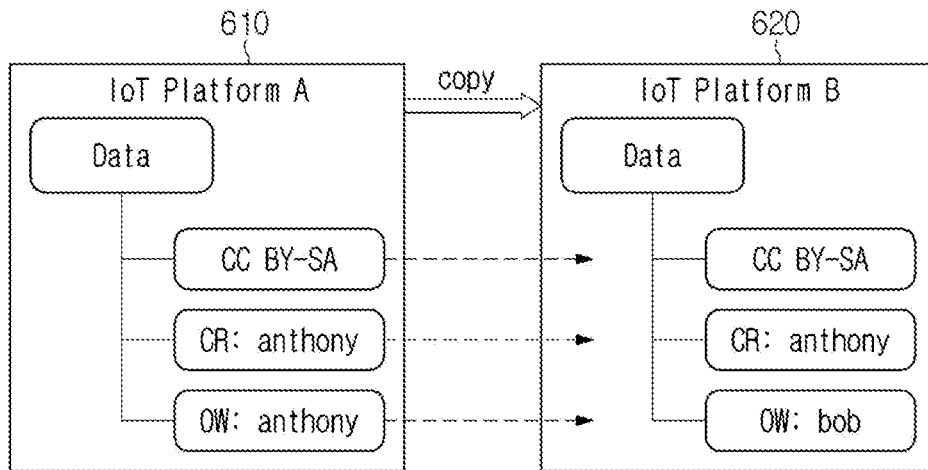 610
620
IoT Platform A
copy
IoT Platform B
Data
Data
CC BY-SA
CC BY-SA
CR: anthony
CR: anthony
OW: anthony
OW: bob